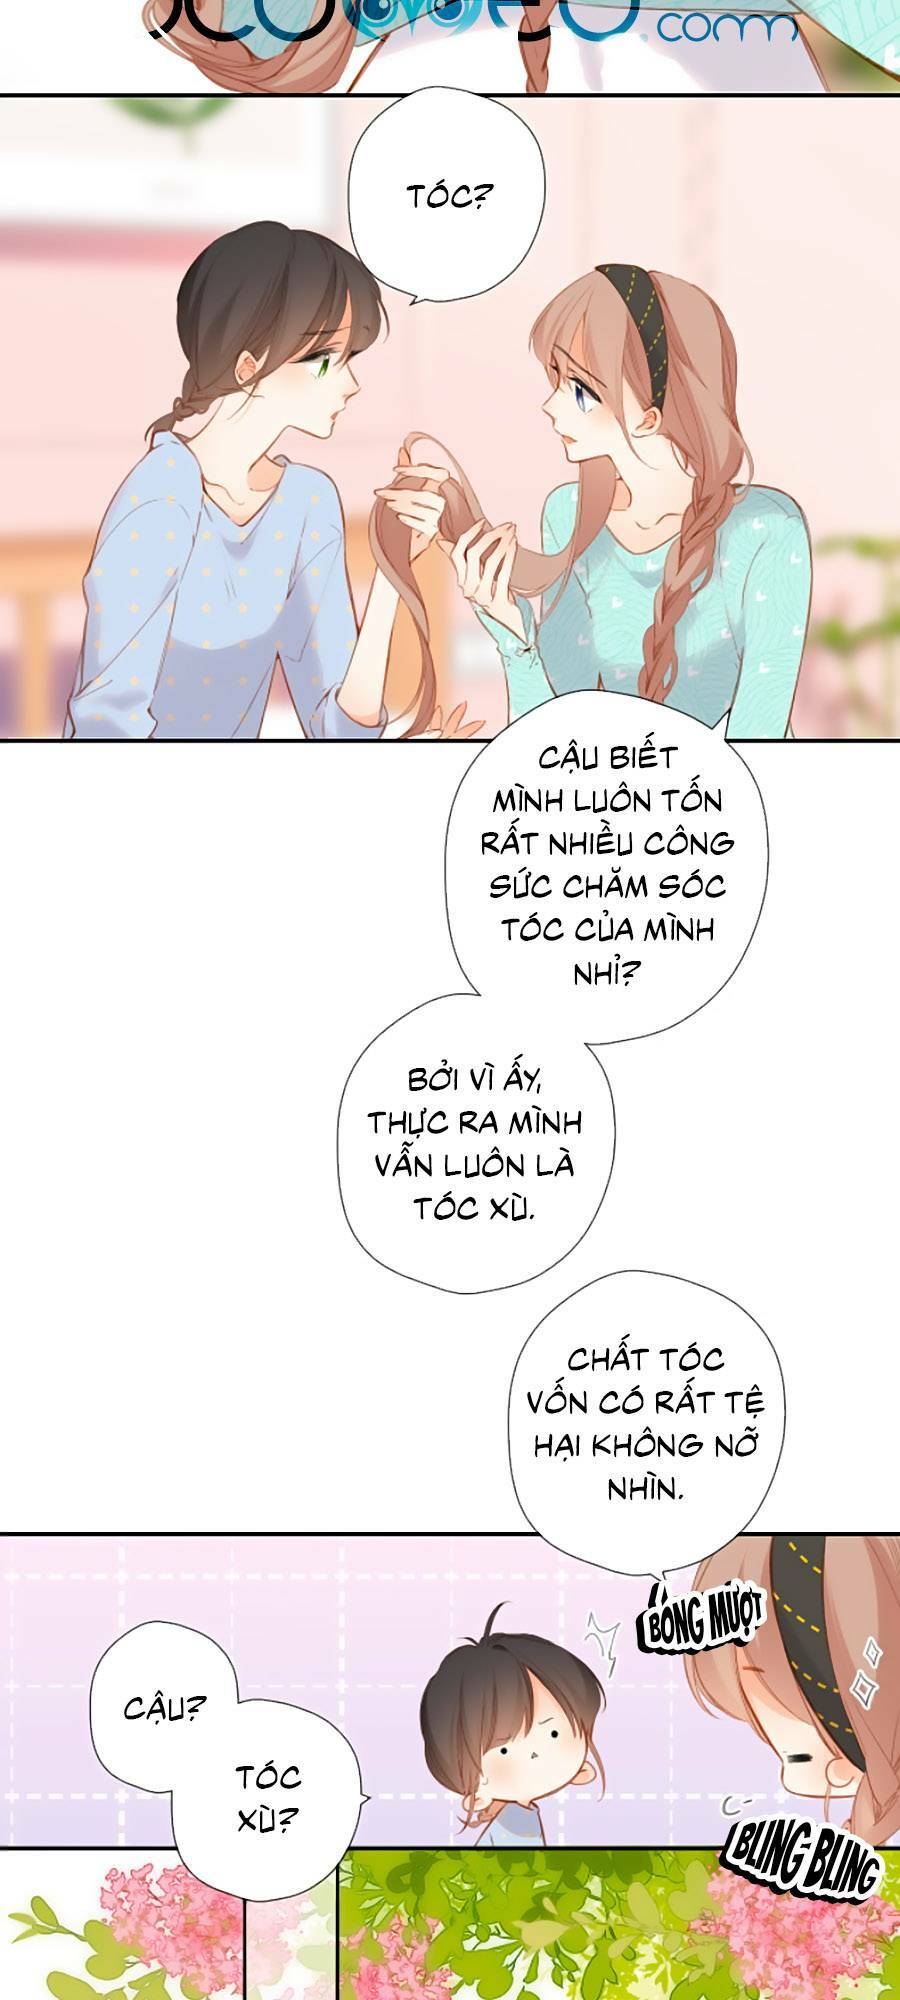 .comm
TÓC?
CẬU BIẾT
MÌNH LUÔN TỐN
RẤT NHIỀU CÔNG
SỨC CHĂM SÓC
TÓC CỦA MÌNH
NHỈ?
BỞI VÌ ẤY,
THỰC RA MÌNH
VẪN LUÔN LÀ
TÓC XÙ.
CHẤT TÓC
VỐN CÓ RẤT TỆ
HẠI KHÔNG NỠ
NHÌN.
BÓNG MƯỢT
CẬU?
TÓC
XÙ?
BLING-BLING